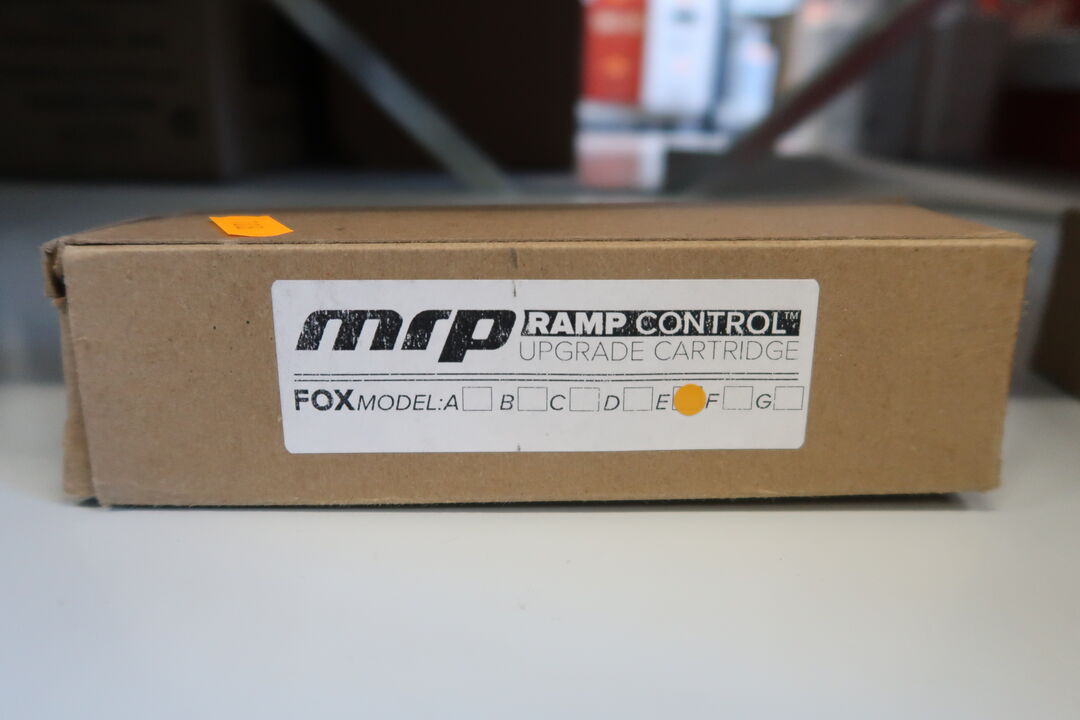 mrp RAMP CONTROL™
UPGRADE CARTRIDGE
FOX MODEL: A B C D E F G